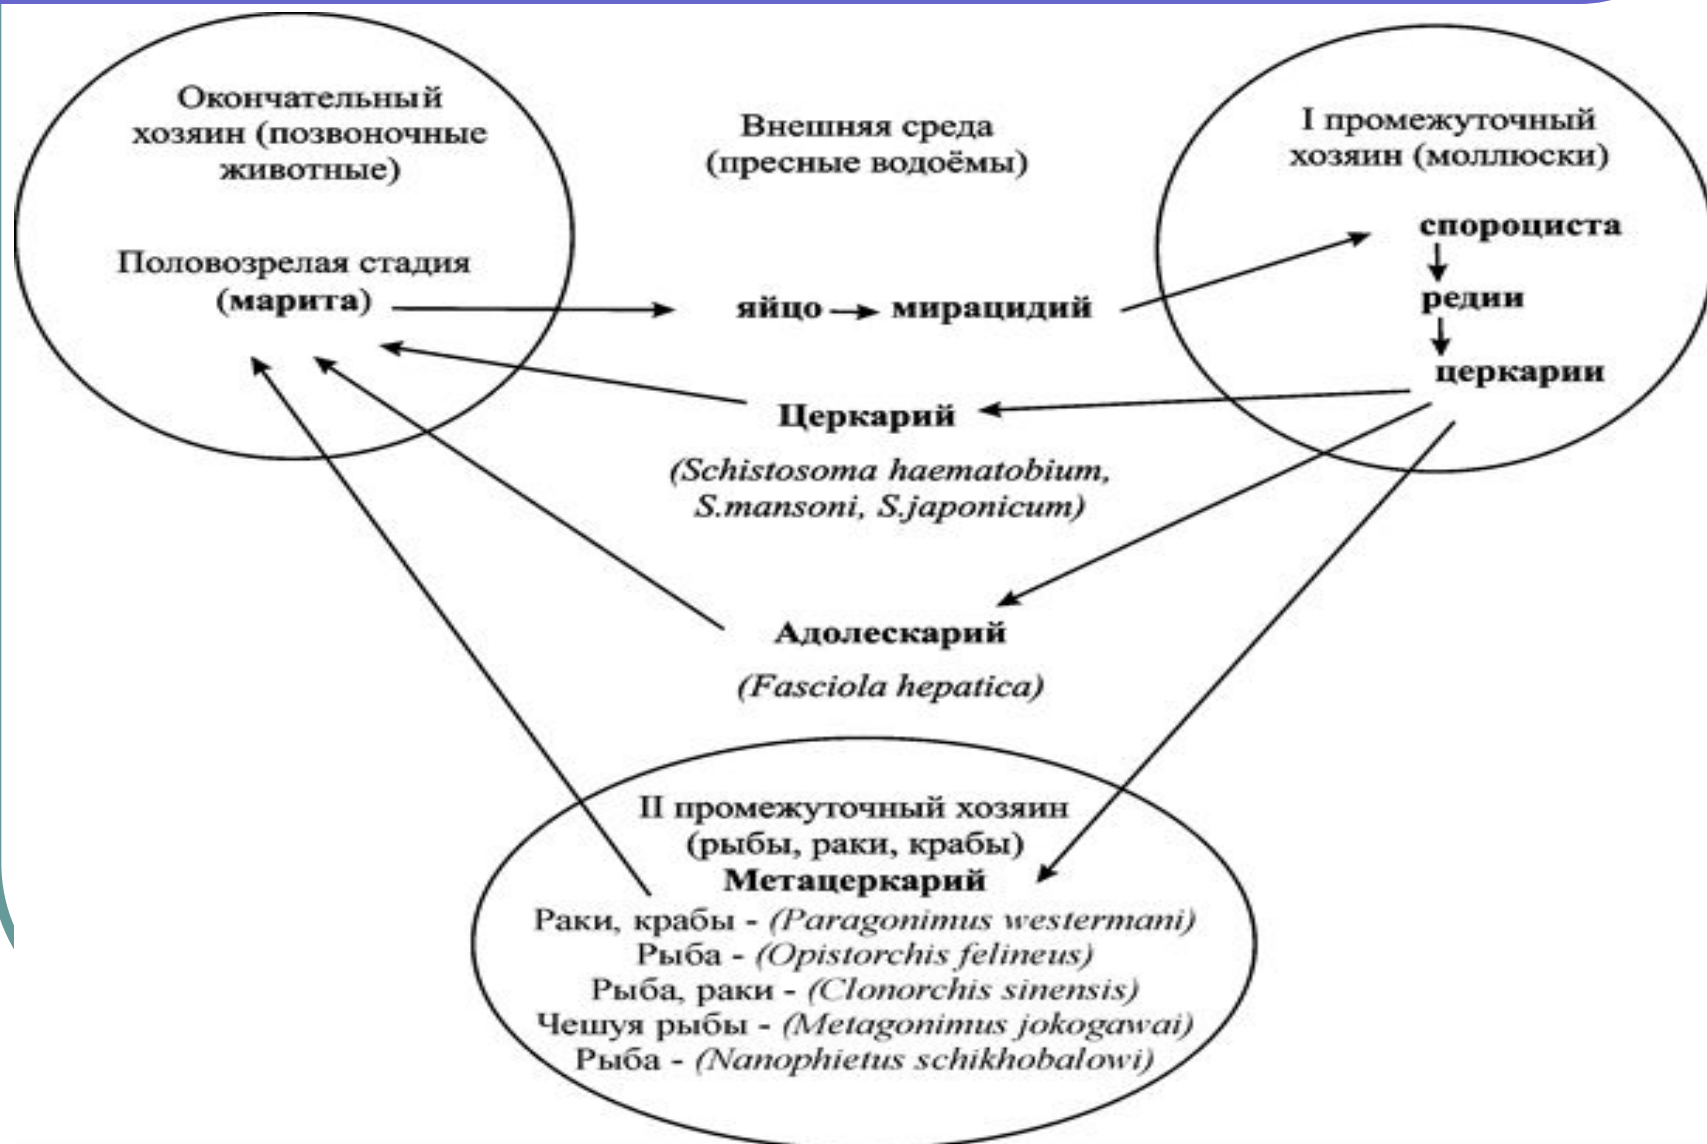 Окончательный
хозяин (позвоночные
животные)
Половозрелая стадия
(марита)
Внешняя среда
(пресные водоёмы)
яйцо
мирацидий
I промежуточный
хозяин (моллюски)
спороциста
редии
церкарии
Церкарий
(Schistosoma haematobium,
S.mansoni, S.japonicum)
Адолескарий
(Fasciola hepatica)
II промежуточный хозяин
(рыбы, раки, крабы)
Метацеркарий
Раки, крабы - (Paragonimus westermani)
Рыба - (Opistorchis felineus)
Рыба, раки - (Clonorchis sinensis)
Чешуя рыбы - (Metagonimus jokogawai)
Рыба - (Nanophietus schikhobalowi)